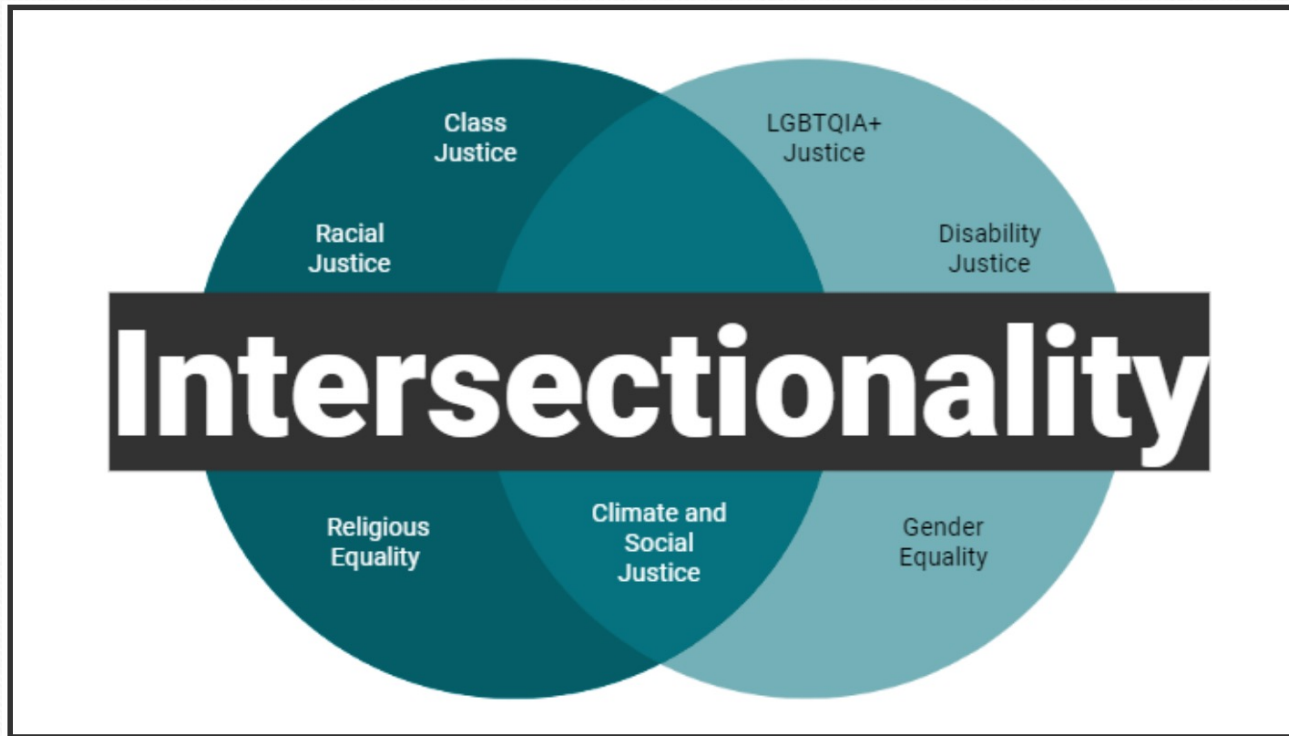 Class
Justice
LGBTQIA+
Justice
Racial
Justice
Disability
Justice
Intersectionality
Religious
Equality
Climate and
Social
Justice
Gender
Equality